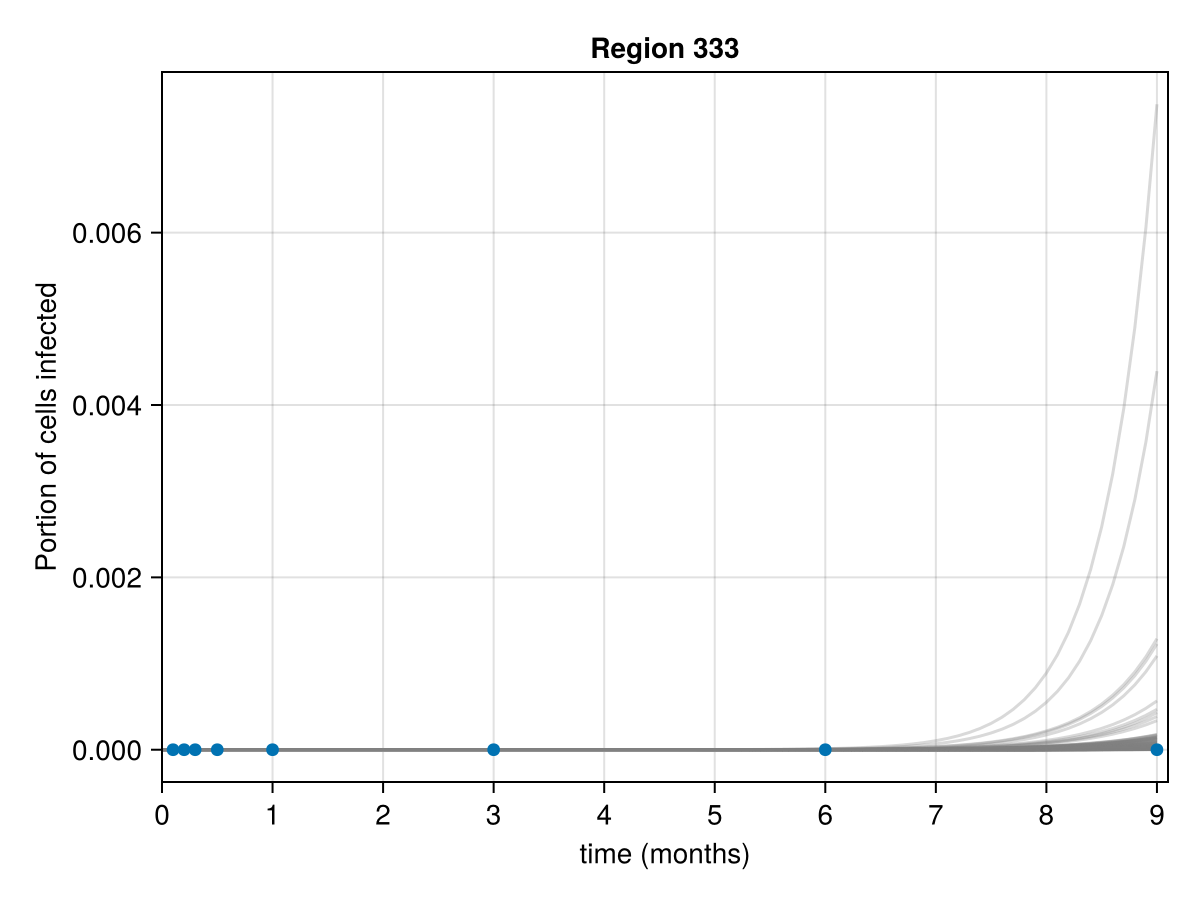 Region 333
Portion of cells infected
0.006
0.004
0.002
0.000
0 1 2 3 4 5 6 7 8 9
time (months)